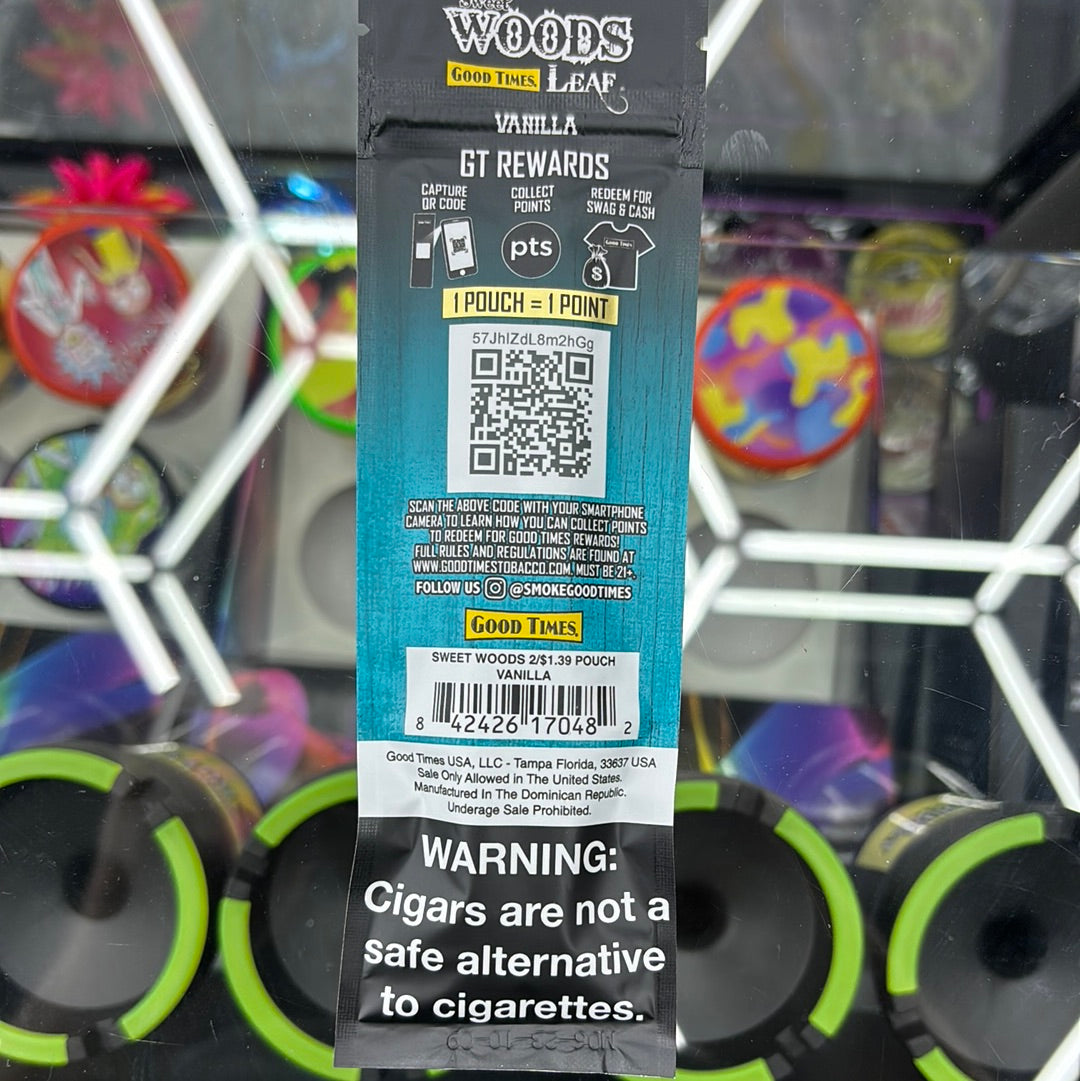 Sweet
WOODS
GOOD TIMES. LEAF
VANILLA
GT REWARDS
CAPTURE
QR CODE
COLLECT
POINTS
REDEEM FOR
SWAG & CASH
pts
GOOD TIMES
$
1 POUCH = 1 POINT
57JhIZdL8m2hGg
SCAN THE ABOVE CODE WITH YOUR SMARTPHONE
CAMERA TO LEARN HOW YOU CAN COLLECT POINTS
TO REDEEM FOR GOOD TIMES REWARDS!
FULL RULES AND REGULATIONS ARE FOUND AT
WWW.GOODTIMESTOBACCO.COM. MUST BE 21+.
FOLLOW US @SMOKEGOODTIMES
GOOD TIMES.
SWEET WOODS 2/$1.39 POUCH
VANILLA
8 42426 17048 2
Good Times USA, LLC - Tampa Florida, 33637 USA
Sale Only Allowed in The United States.
Manufactured In The Dominican Republic.
Underage Sale Prohibited.
WARNING:
Cigars are not a
safe alternative
to cigarettes.